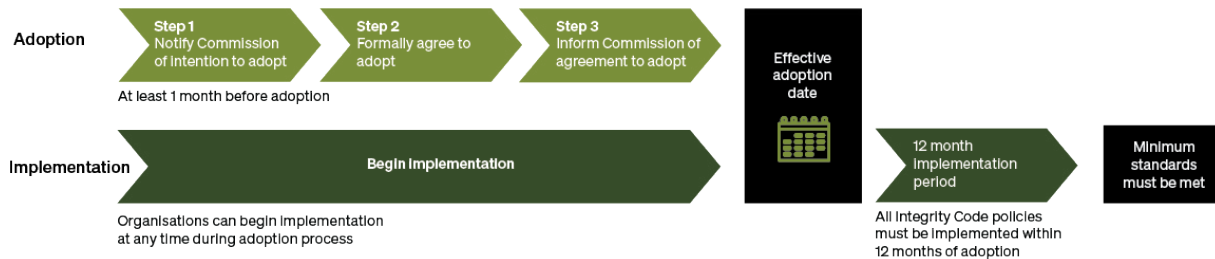 Adoption
Step 1
Notify Commission
of intention to adopt
Step 2
Formally agree to
adopt
Step 3
Inform Commission of
agreement to adopt
At least 1 month before adoption
Effective
adoption
date
Implementation
Begin Implementation
Organisations can begin implementation
at any time during adoption process
12 month
Implementation
period
All Integrity Code policies
must be implemented within
12 months of adoption
Minimum
standards
must be met